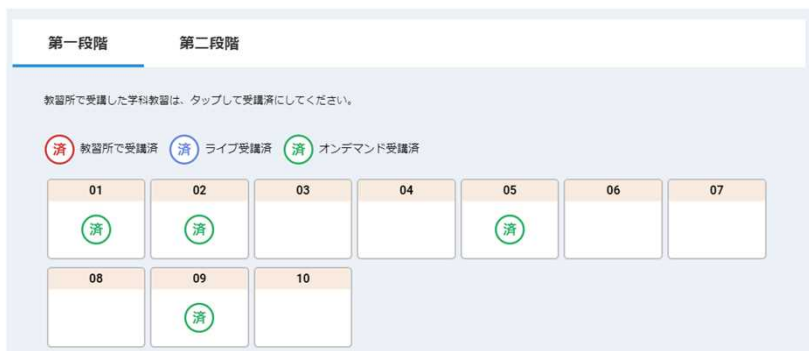 第一段階 第二段階
教習所で受講した学科教習は、タップして受講済にしてください。
済 教習所で受講済 済 ライブ受講済 済 オンデマンド受講済
01 02 03 04 05 06 07
済 済 済
08 09 10
済